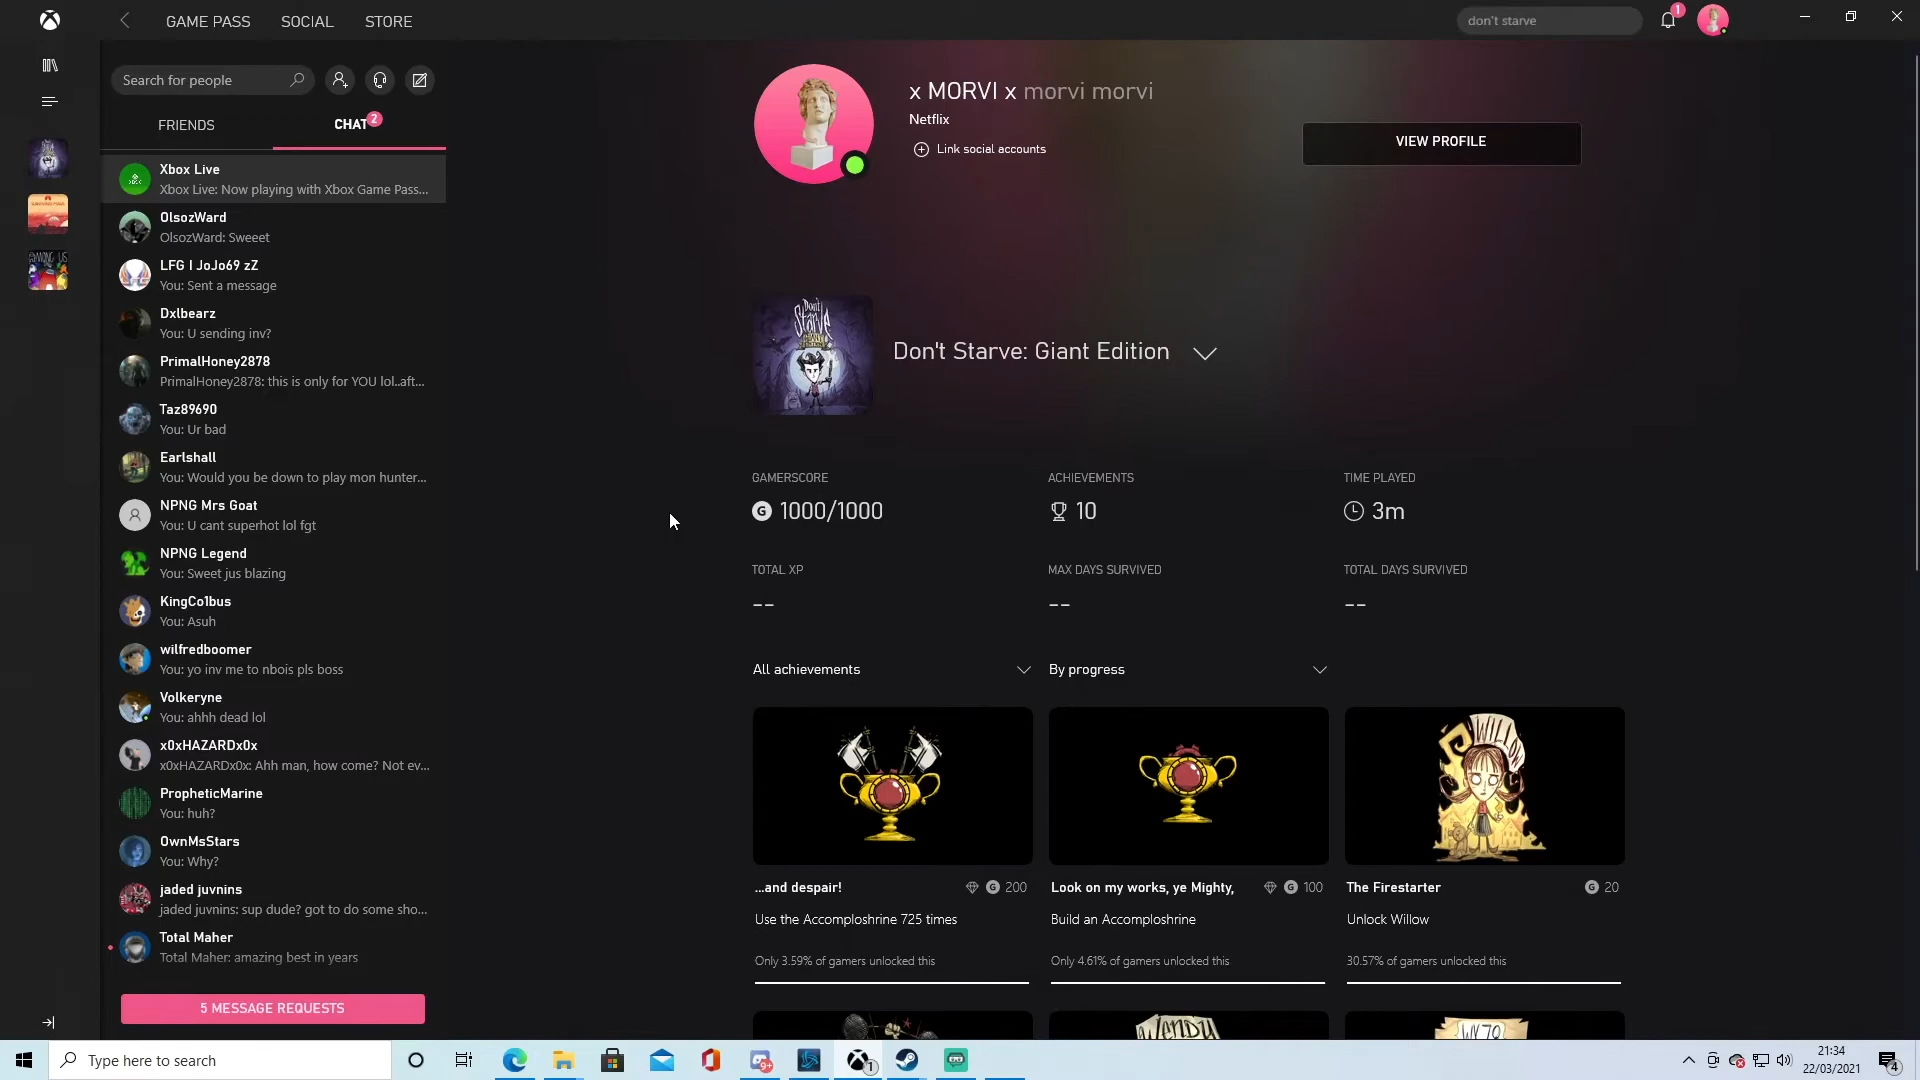 GAME PASS SOCIAL STORE
don't starve
1
Search for people
FRIENDS CHAT 2
Xbox Live
Xbox Live: Now playing with Xbox Game Pass...
OlsozWard
OlsozWard: Sweeet
LFG I JoJo69 zZ
You: Sent a message
Dxlbearz
You: U sending inv?
PrimalHoney2878
PrimalHoney2878: this is only for YOU lol..aft...
Taz89690
You: Ur bad
Earlshall
You: Would you be down to play mon hunter...
NPNG Mrs Goat
You: U cant superhot lol fgt
NPNG Legend
You: Sweet jus blazing
KingCo1bus
You: Asuh
wilfredboomer
You: yo inv me to nbois pls boss
Volkeryne
You: ahhh dead lol
x0xHAZARDx0x
x0xHAZARDx0x: Ahh man, how come? Not ev...
PropheticMarine
You: huh?
OwnMsStars
You: Why?
jaded juvnins
jaded juvnins: sup dude? got to do some sho...
Total Maher
Total Maher: amazing best in years
5 MESSAGE REQUESTS
x MORVI x morvi morvi
Netflix
Link social accounts
VIEW PROFILE
Don't Starve
Don't Starve: Giant Edition
GAMERSCORE ACHIEVEMENTS TIME PLAYED
G 1000/1000 10 3m
TOTAL XP MAX DAYS SURVIVED TOTAL DAYS SURVIVED
-- -- --
All achievements By progress
WILLOW
...and despair! G 200
Use the Accomploshrine 725 times
Only 3.59% of gamers unlocked this
Look on my works, ye Mighty, G 100
Build an Accomploshrine
Only 4.61% of gamers unlocked this
The Firestarter G 20
Unlock Willow
30.57% of gamers unlocked this
WENDY
WX78
AMONG US
Type here to search
9+
1
21:34
22/03/2021
4